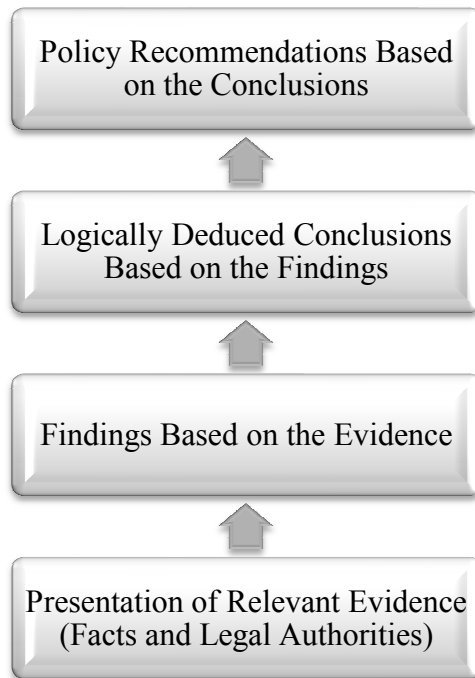 Policy Recommendations Based
on the Conclusions
Logically Deduced Conclusions
Based on the Findings
Findings Based on the Evidence
Presentation of Relevant Evidence
(Facts and Legal Authorities)